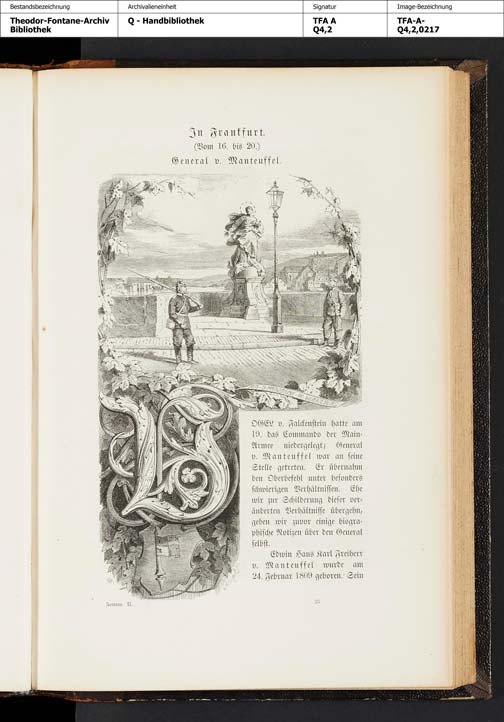 Bestandsbezeichnung
Archivalieneinheit
Signatur
Image-Bezeichnung
Theodor-Fontane-Archiv
Bibliothek
Q - Handbibliothek
TFA A
Q4,2
TFA-A-
Q4,2,0217
In Frankfurt.
(Vom 16. bis 20.)
General v. Manteuffel.
VOGEL v. Falckenstein hatte am
19. das Commando der Main-
Armee niedergelegt; General
v. Manteuffel war an seine
Stelle getreten. Er übernahm
den Oberbefehl unter besonders
schwierigen Verhältnissen. Ehe
wir zur Schilderung dieser ver-
änderten Verhältnisse übergehn,
geben wir zuvor einige biogra-
phische Notizen über den General
selbst.
Edwin Hans Karl Freiherr
v. Manteuffel wurde am
24. Februar 1809 geboren. Sein
Fontane. II.